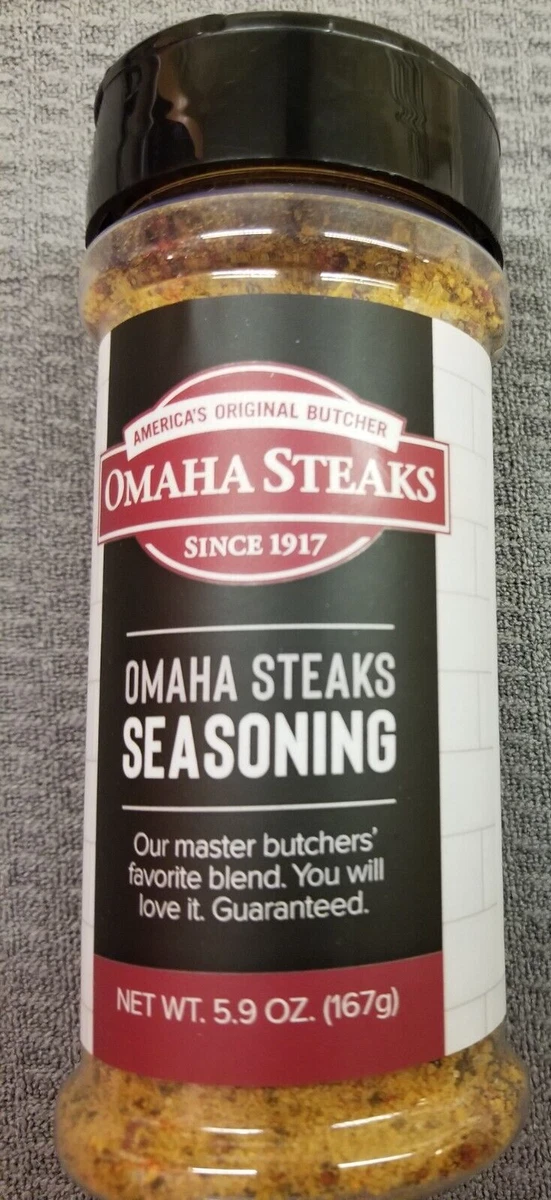 AMERICA'S ORIGINAL BUTCHER
OMAHA STEAKS
SINCE 1917
OMAHA STEAKS
SEASONING
Our master butchers'
favorite blend. You will
love it. Guaranteed.
NET WT. 5.9 OZ. (167g)